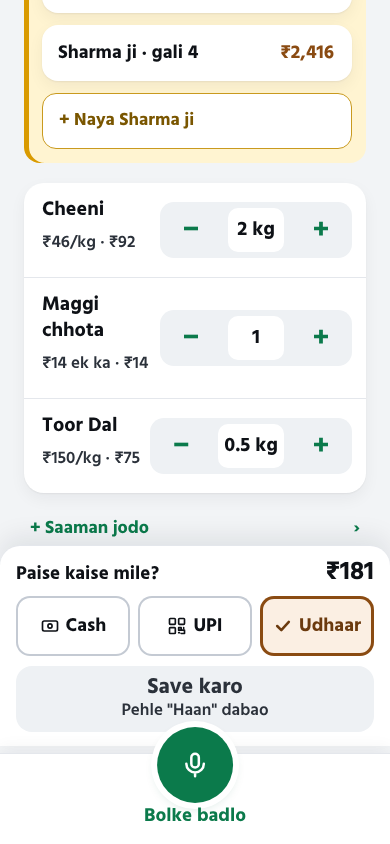 Sharma ji · gali 4 ₹2,416
+ Naya Sharma ji
Cheeni
₹46/kg · ₹92
− 2 kg +
Maggi
chhota
₹14 ek ka · ₹14
− 1 +
Toor Dal
₹150/kg · ₹75
− 0.5 kg +
+ Saaman jodo ›
Paise kaise mile? ₹181
Cash UPI Udhaar
Save karo
Pehle "Haan" dabao
Bolke badlo